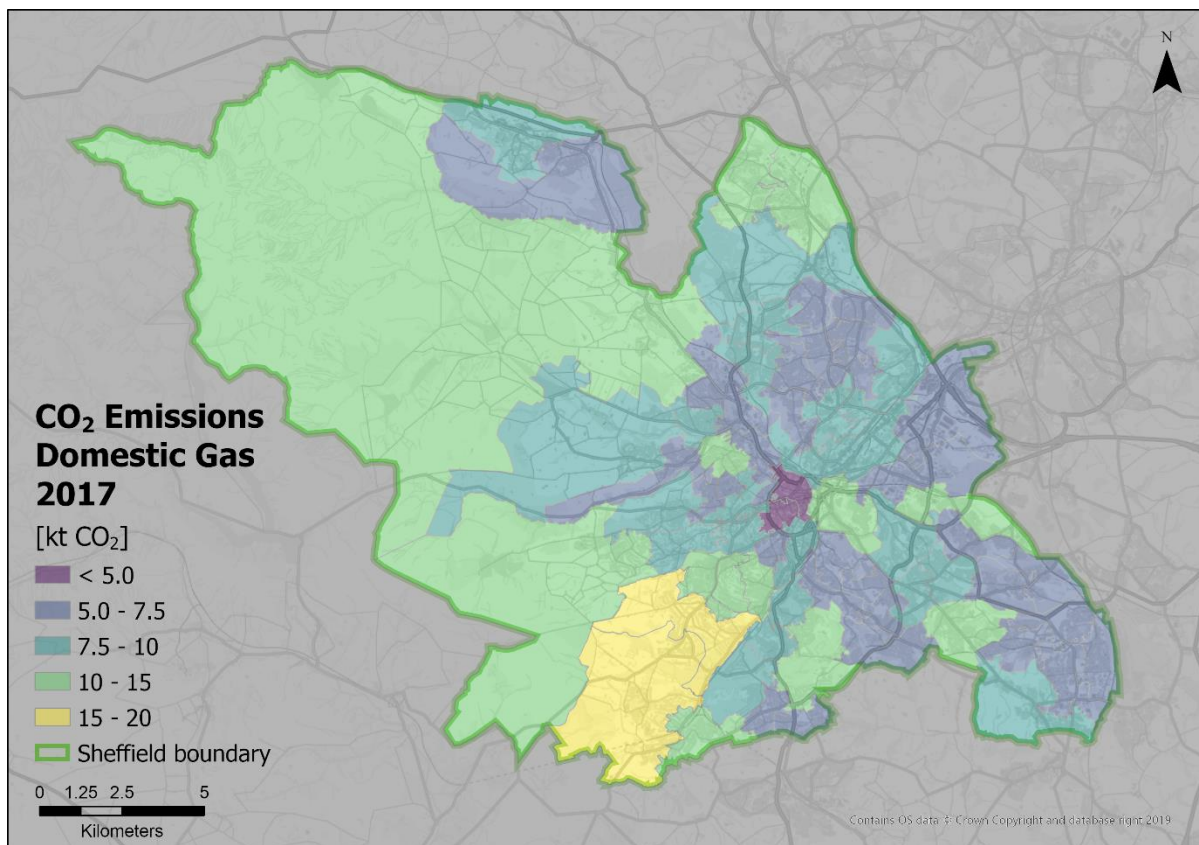 N
CO₂ Emissions
Domestic Gas
2017
[kt CO₂]
< 5.0
5.0 - 7.5
7.5 - 10
10 - 15
15 - 20
Sheffield boundary
0 1.25 2.5 5
Kilometers
Contains OS data © Crown Copyright and database right 2019